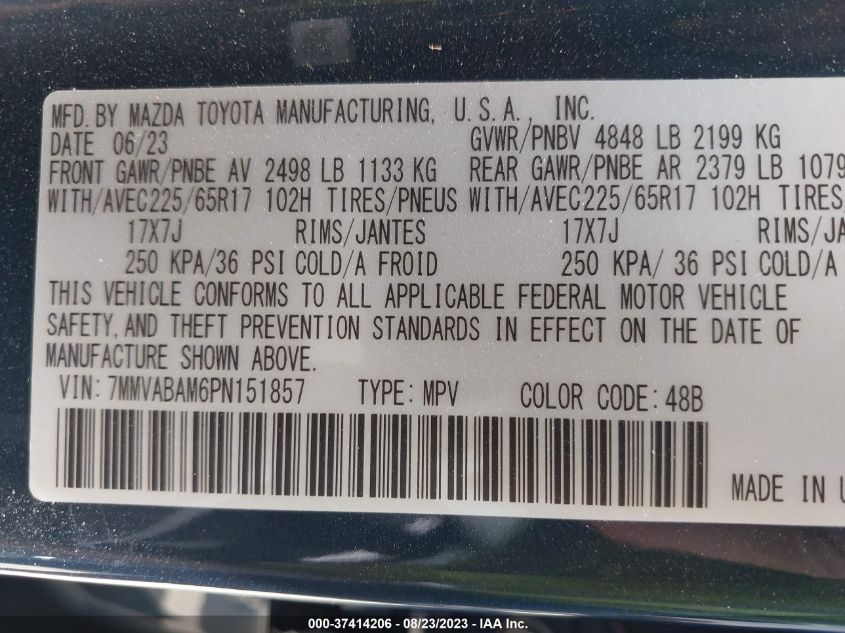 MFD. BY MAZDA TOYOTA MANUFACTURING, U.S.A., INC.
DATE 06/23 GVWR/PNBV 4848 LB 2199 KG
FRONT GAWR/PNBE AV 2498 LB 1133 KG REAR GAWR/PNBE AR 2379 LB 1079
WITH/AVEC225/65R17 102H TIRES/PNEUS WITH/AVEC225/65R17 102H TIRES/
17X7J RIMS/JANTES 17X7J RIMS/JA
250 KPA/36 PSI COLD/A FROID 250 KPA/ 36 PSI COLD/A
THIS VEHICLE CONFORMS TO ALL APPLICABLE FEDERAL MOTOR VEHICLE
SAFETY, AND THEFT PREVENTION STANDARDS IN EFFECT ON THE DATE OF
MANUFACTURE SHOWN ABOVE.
VIN: 7MMVABAM6PN151857 TYPE: MPV COLOR CODE: 48B
MADE IN U
000-37414206 - 08/23/2023 - IAA Inc.